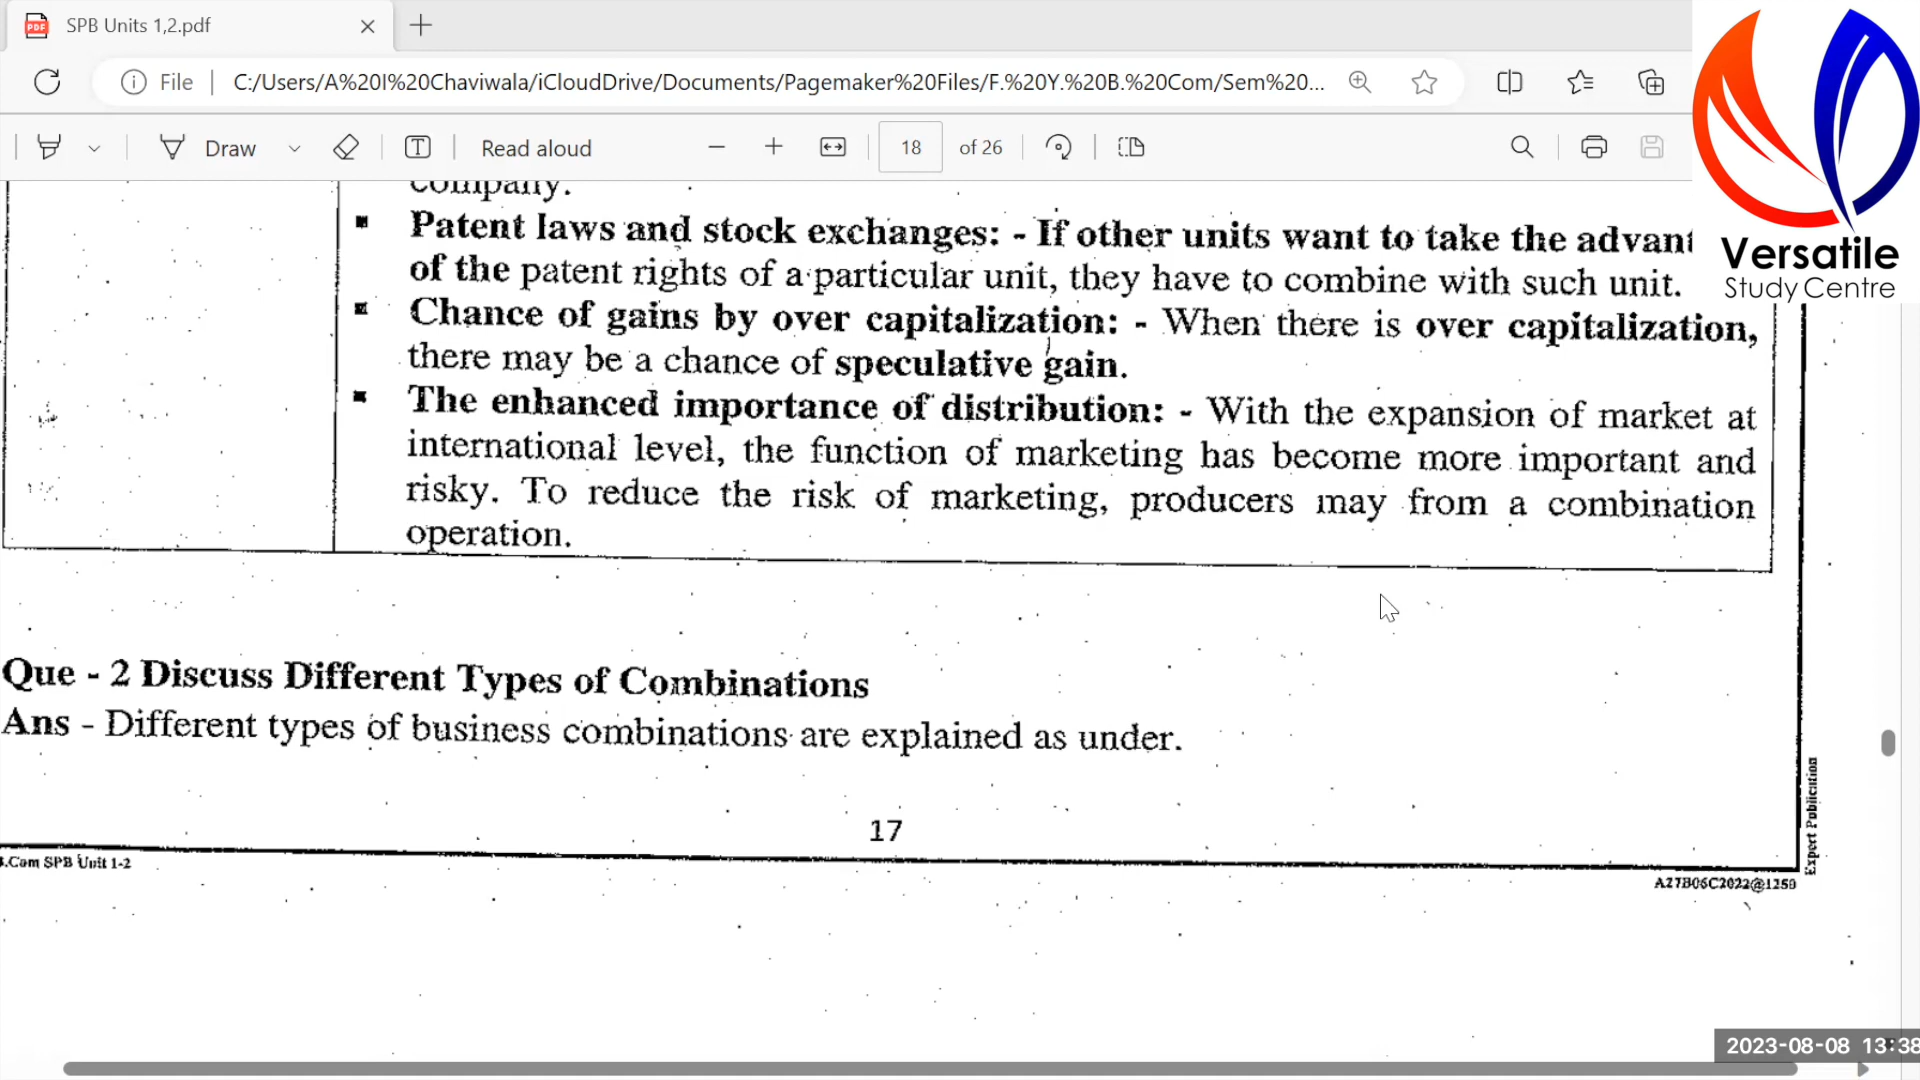 SPB Units 1,2.pdf
File
C:/Users/A%20I%20Chaviwala/iCloudDrive/Documents/Pagemaker%20Files/F.%20Y.%20B.%20Com/Sem%20...
Draw
Read aloud
18 of 26
Versatile
Study Centre
company.
▪ Patent laws and stock exchanges: - If other units want to take the advant
of the patent rights of a particular unit, they have to combine with such unit.
▪ Chance of gains by over capitalization: - When there is over capitalization,
there may be a chance of speculative gain.
▪ The enhanced importance of distribution: - With the expansion of market at
international level, the function of marketing has become more important and
risky. To reduce the risk of marketing, producers may from a combination
operation.
Que - 2 Discuss Different Types of Combinations
Ans - Different types of business combinations are explained as under.
17
.Com SPB Unit 1-2
Expert Publication
A27B06C2022@1250
2023-08-08 13:38